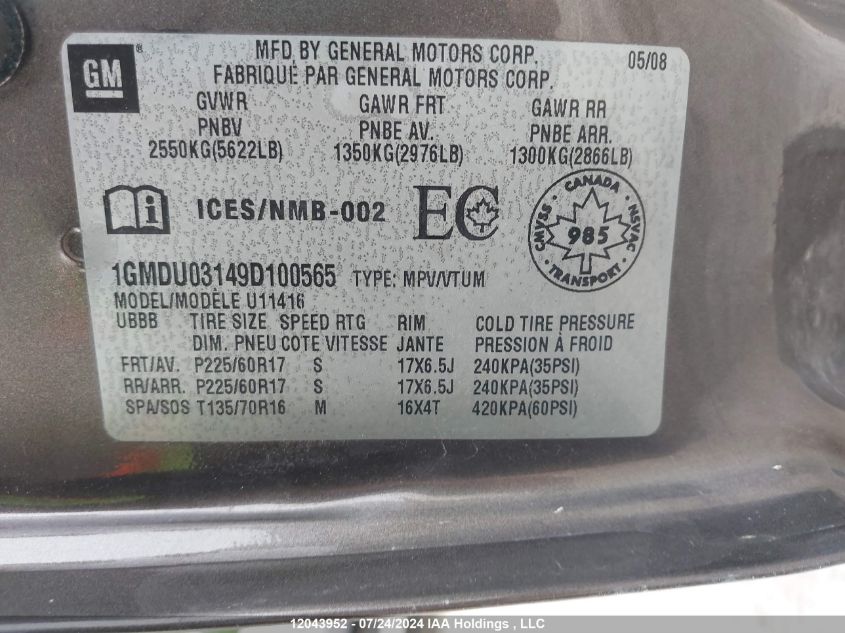 GM ®
MFD BY GENERAL MOTORS CORP. 05/08
FABRIQUÉ PAR GENERAL MOTORS CORP.
GVWR GAWR FRT GAWR RR
PNBV PNBE AV. PNBE ARR.
2550KG(5622LB) 1350KG(2976LB) 1300KG(2866LB)
i ICES/NMB-002 EC
CANADA
CMVSS 985 NSVAC
TRANSPORT
1GMDU03149D100565 TYPE: MPV/VTUM
MODEL/MODÈLE U11416
UBBB TIRE SIZE SPEED RTG RIM COLD TIRE PRESSURE
DIM. PNEU COTE VITESSE JANTE PRESSION À FROID
FRT/AV. P225/60R17 S 17X6.5J 240KPA(35PSI)
RR/ARR. P225/60R17 S 17X6.5J 240KPA(35PSI)
SPA/SOS T135/70R16 M 16X4T 420KPA(60PSI)
12043952 - 07/24/2024 IAA Holdings , LLC